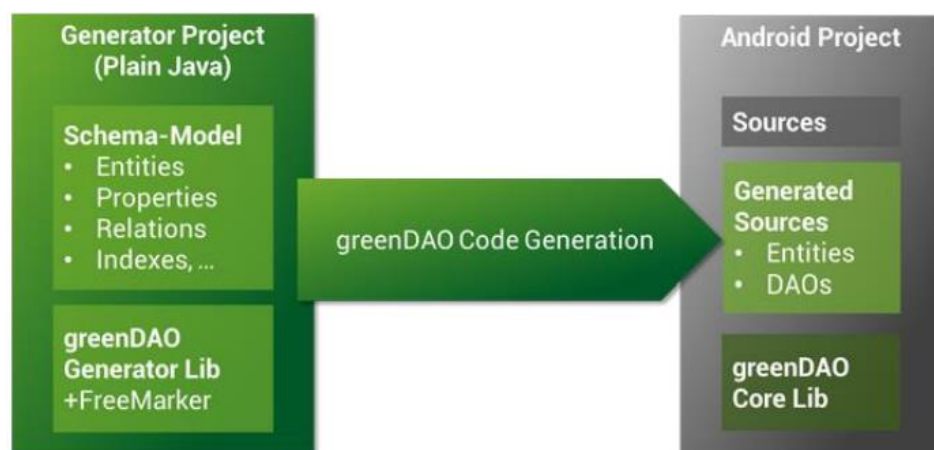 Generator Project
(Plain Java)
Schema-Model
• Entities
• Properties
• Relations
• Indexes, ...
greenDAO
Generator Lib
+FreeMarker
greenDAO Code Generation
Android Project
Sources
Generated
Sources
• Entities
• DAOs
greenDAO
Core Lib